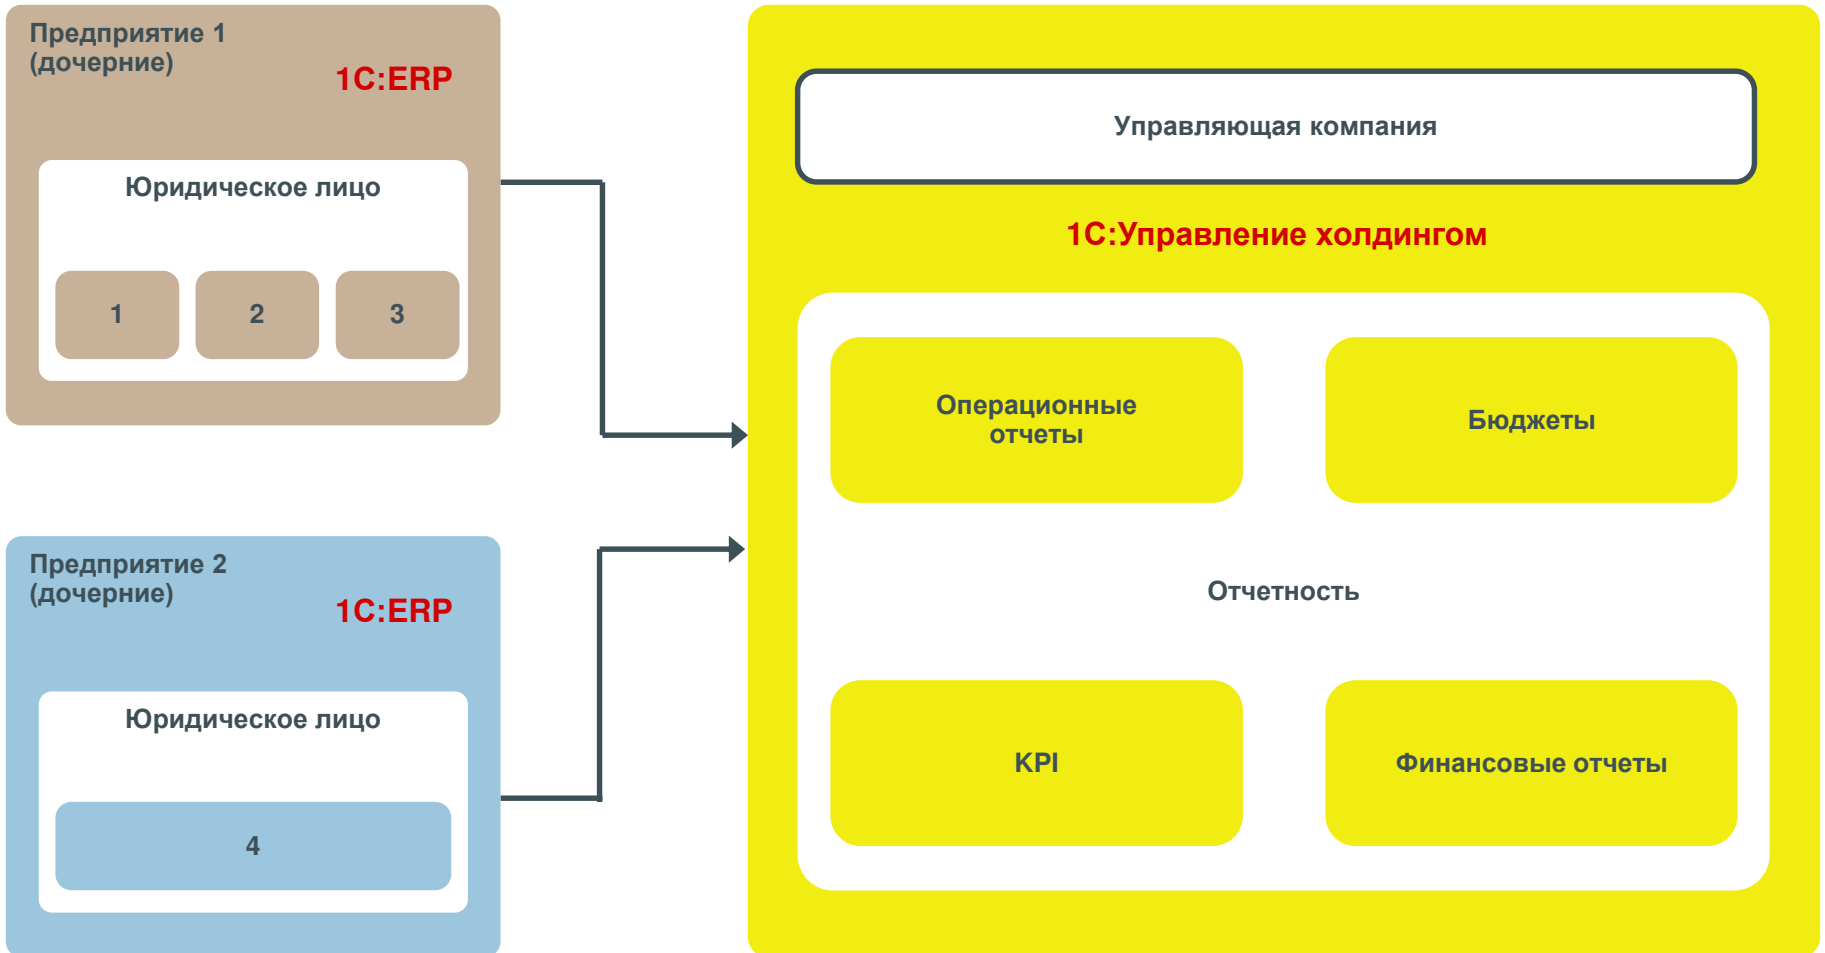 Предприятие 1
(дочерние)
1С:ERP
Юридическое лицо
1
2
3
Предприятие 2
(дочерние)
1С:ERP
Юридическое лицо
4
Управляющая компания
1С:Управление холдингом
Операционные
отчеты
Бюджеты
Отчетность
KPI
Финансовые отчеты